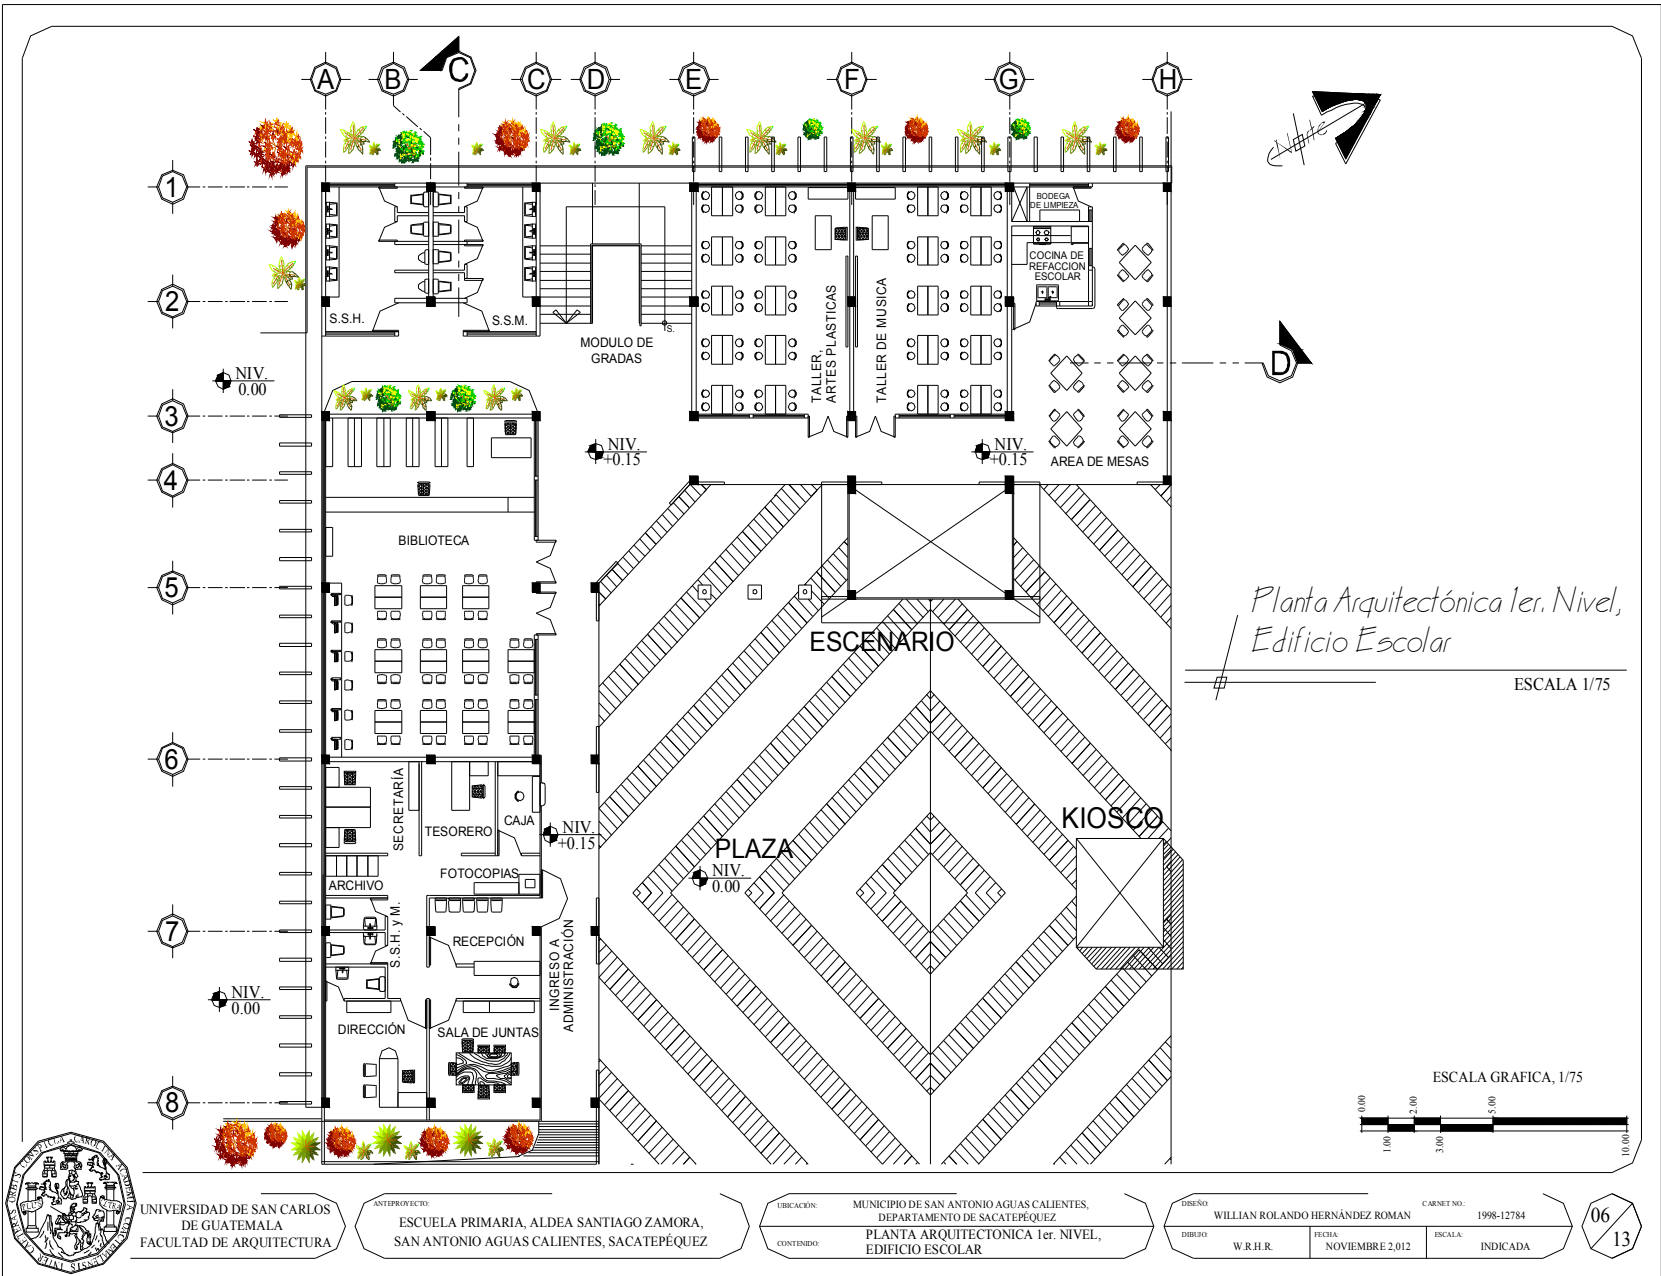 A
B
C
C
D
E
F
G
H
Norte
1
2
3
4
5
6
7
8
BODEGA
DE LIMPIEZA
COCINA DE
REFACCION
ESCOLAR
S.S.H.
S.S.M.
S.
MODULO DE
GRADAS
TALLER,
ARTES PLASTICAS
TALLER DE MUSICA
D
NIV.
0.00
NIV.
+0.15
NIV.
+0.15
AREA DE MESAS
BIBLIOTECA
ESCENARIO
Planta Arquitectónica 1er. Nivel,
Edificio Escolar
ESCALA 1/75
SECRETARÍA
TESORERO
CAJA
NIV.
+0.15
KIOSCO
PLAZA
NIV.
0.00
ARCHIVO
FOTOCOPIAS
S.S.H. y M.
RECEPCIÓN
INGRESO A
ADMINISTRACIÓN
NIV.
0.00
DIRECCIÓN
SALA DE JUNTAS
ESCALA GRAFICA, 1/75
0.00
2.00
5.00
1.00
3.00
10.00
UNIVERSIDAD DE SAN CARLOS
DE GUATEMALA
FACULTAD DE ARQUITECTURA
ANTEPROYECTO:
ESCUELA PRIMARIA, ALDEA SANTIAGO ZAMORA,
SAN ANTONIO AGUAS CALIENTES, SACATEPÉQUEZ
UBICACIÓN:
MUNICIPIO DE SAN ANTONIO AGUAS CALIENTES,
DEPARTAMENTO DE SACATEPÉQUEZ
CONTENIDO:
PLANTA ARQUITECTONICA 1er. NIVEL,
EDIFICIO ESCOLAR
DISEÑO:
WILLIAN ROLANDO HERNÁNDEZ ROMAN
CARNET NO.:
1998-12784
DIBUJO:
W.R.H.R.
FECHA:
NOVIEMBRE 2,012
ESCALA:
INDICADA
06
13